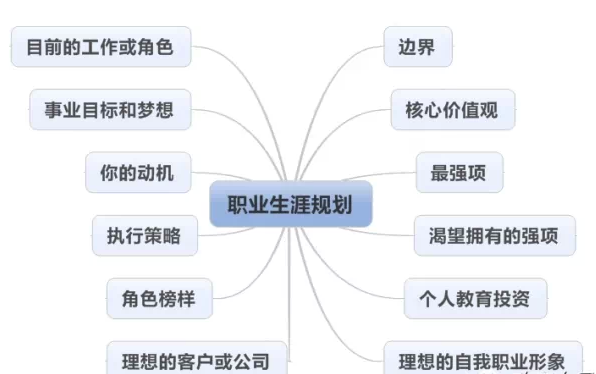 目前的工作或角色
事业目标和梦想
你的动机
执行策略
角色榜样
理想的客户或公司
职业生涯规划
边界
核心价值观
最强项
渴望拥有的强项
个人教育投资
理想的自我职业形象